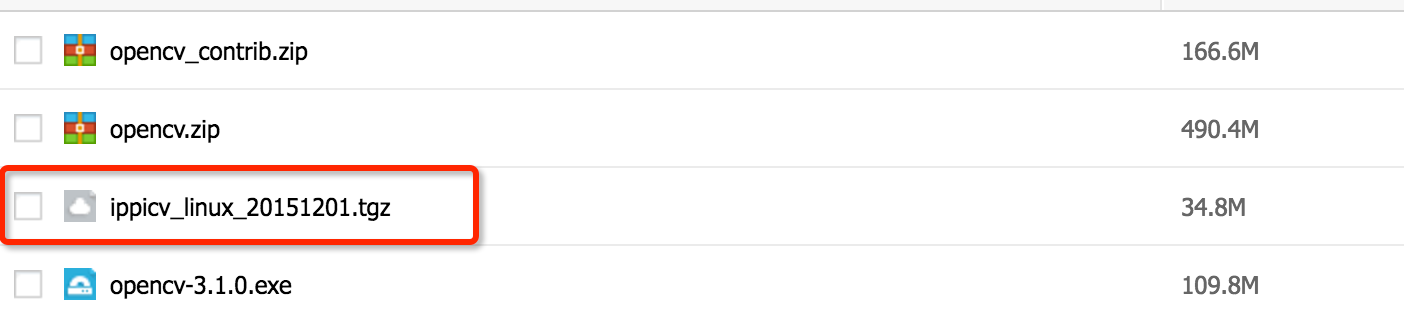 opencv_contrib.zip 166.6M
opencv.zip 490.4M
ippicv_linux_20151201.tgz 34.8M
opencv-3.1.0.exe 109.8M